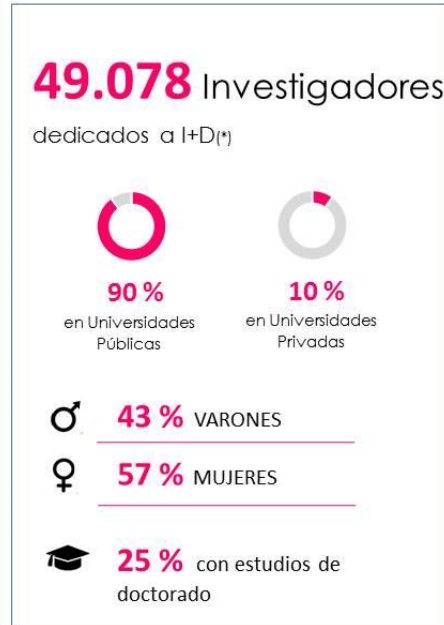 49.078 Investigadores
dedicados a I+D(*)
90 %
en Universidades
Públicas
10 %
en Universidades
Privadas
43 % VARONES
57 % MUJERES
25 % con estudios de
doctorado